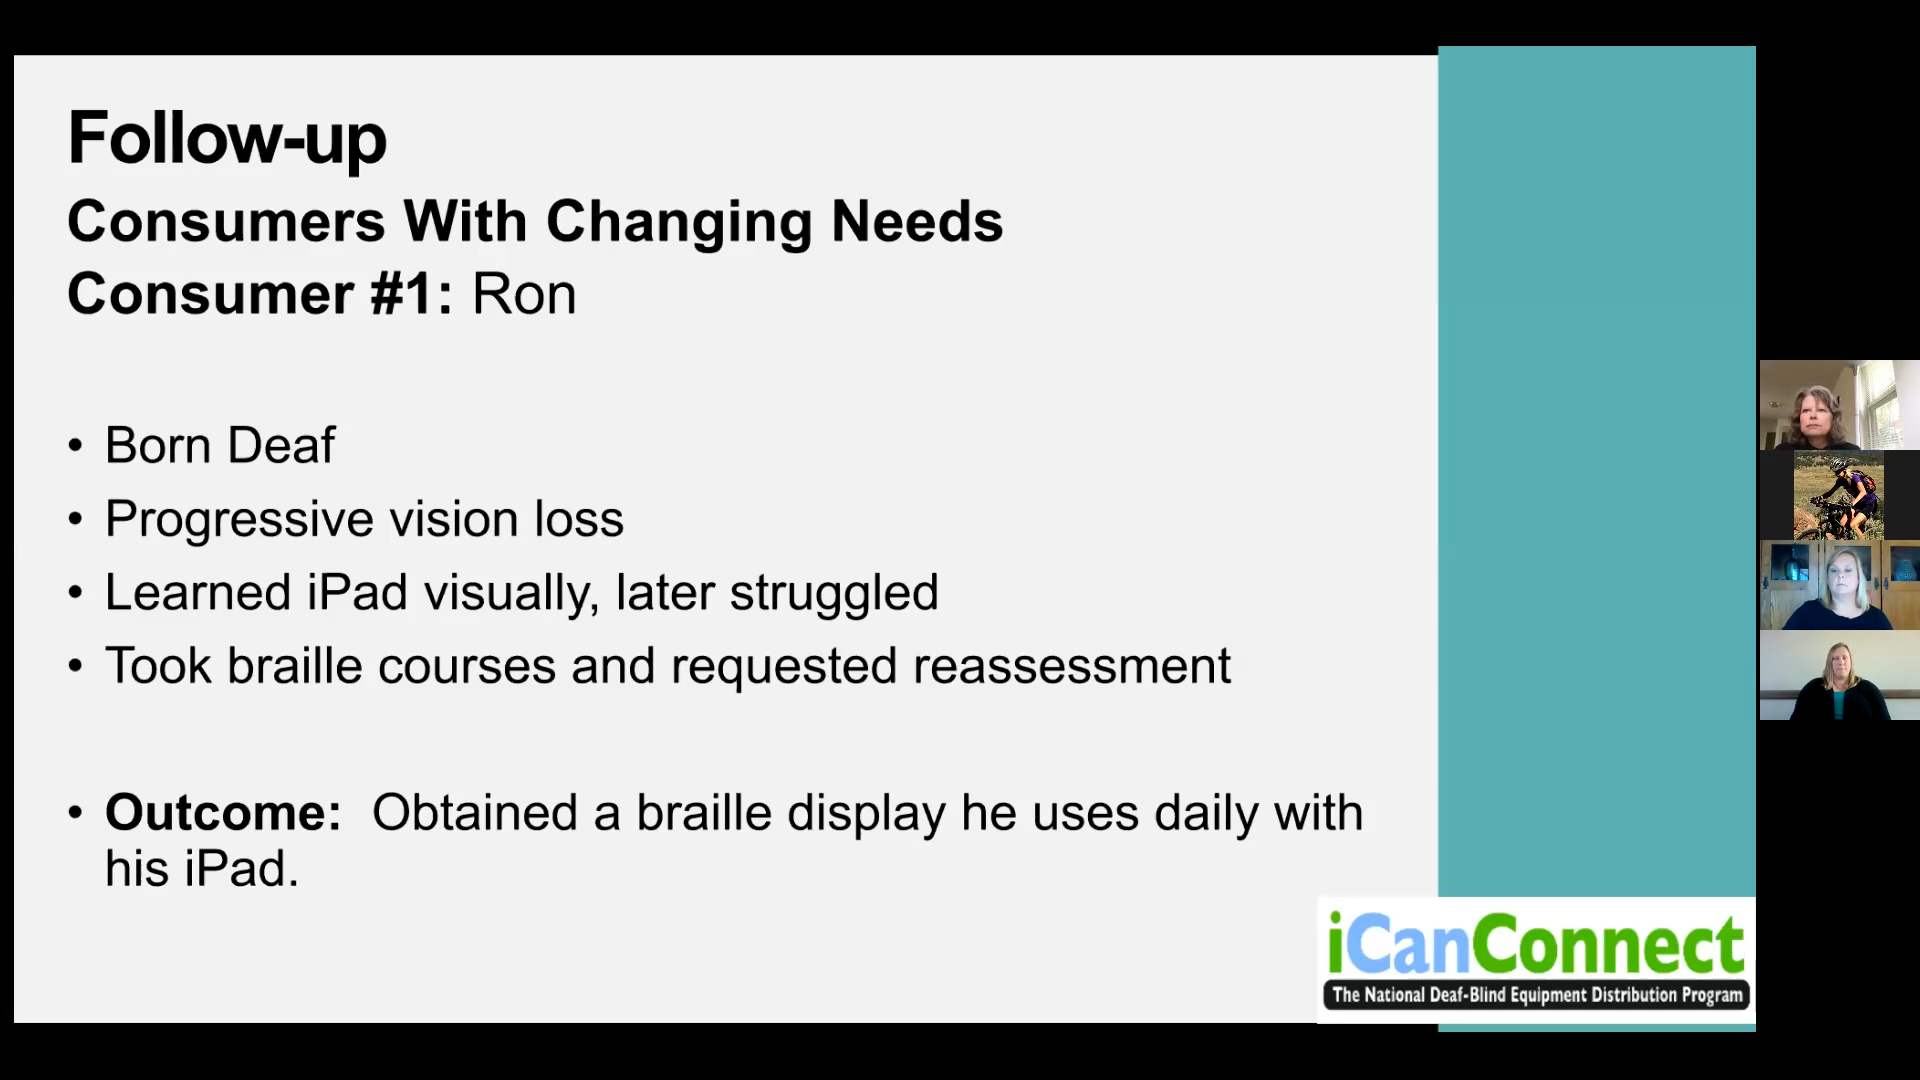 Follow-up
Consumers With Changing Needs
Consumer #1: Ron
• Born Deaf
• Progressive vision loss
• Learned iPad visually, later struggled
• Took braille courses and requested reassessment
• Outcome: Obtained a braille display he uses daily with
his iPad.
iCanConnect
The National Deaf-Blind Equipment Distribution Program